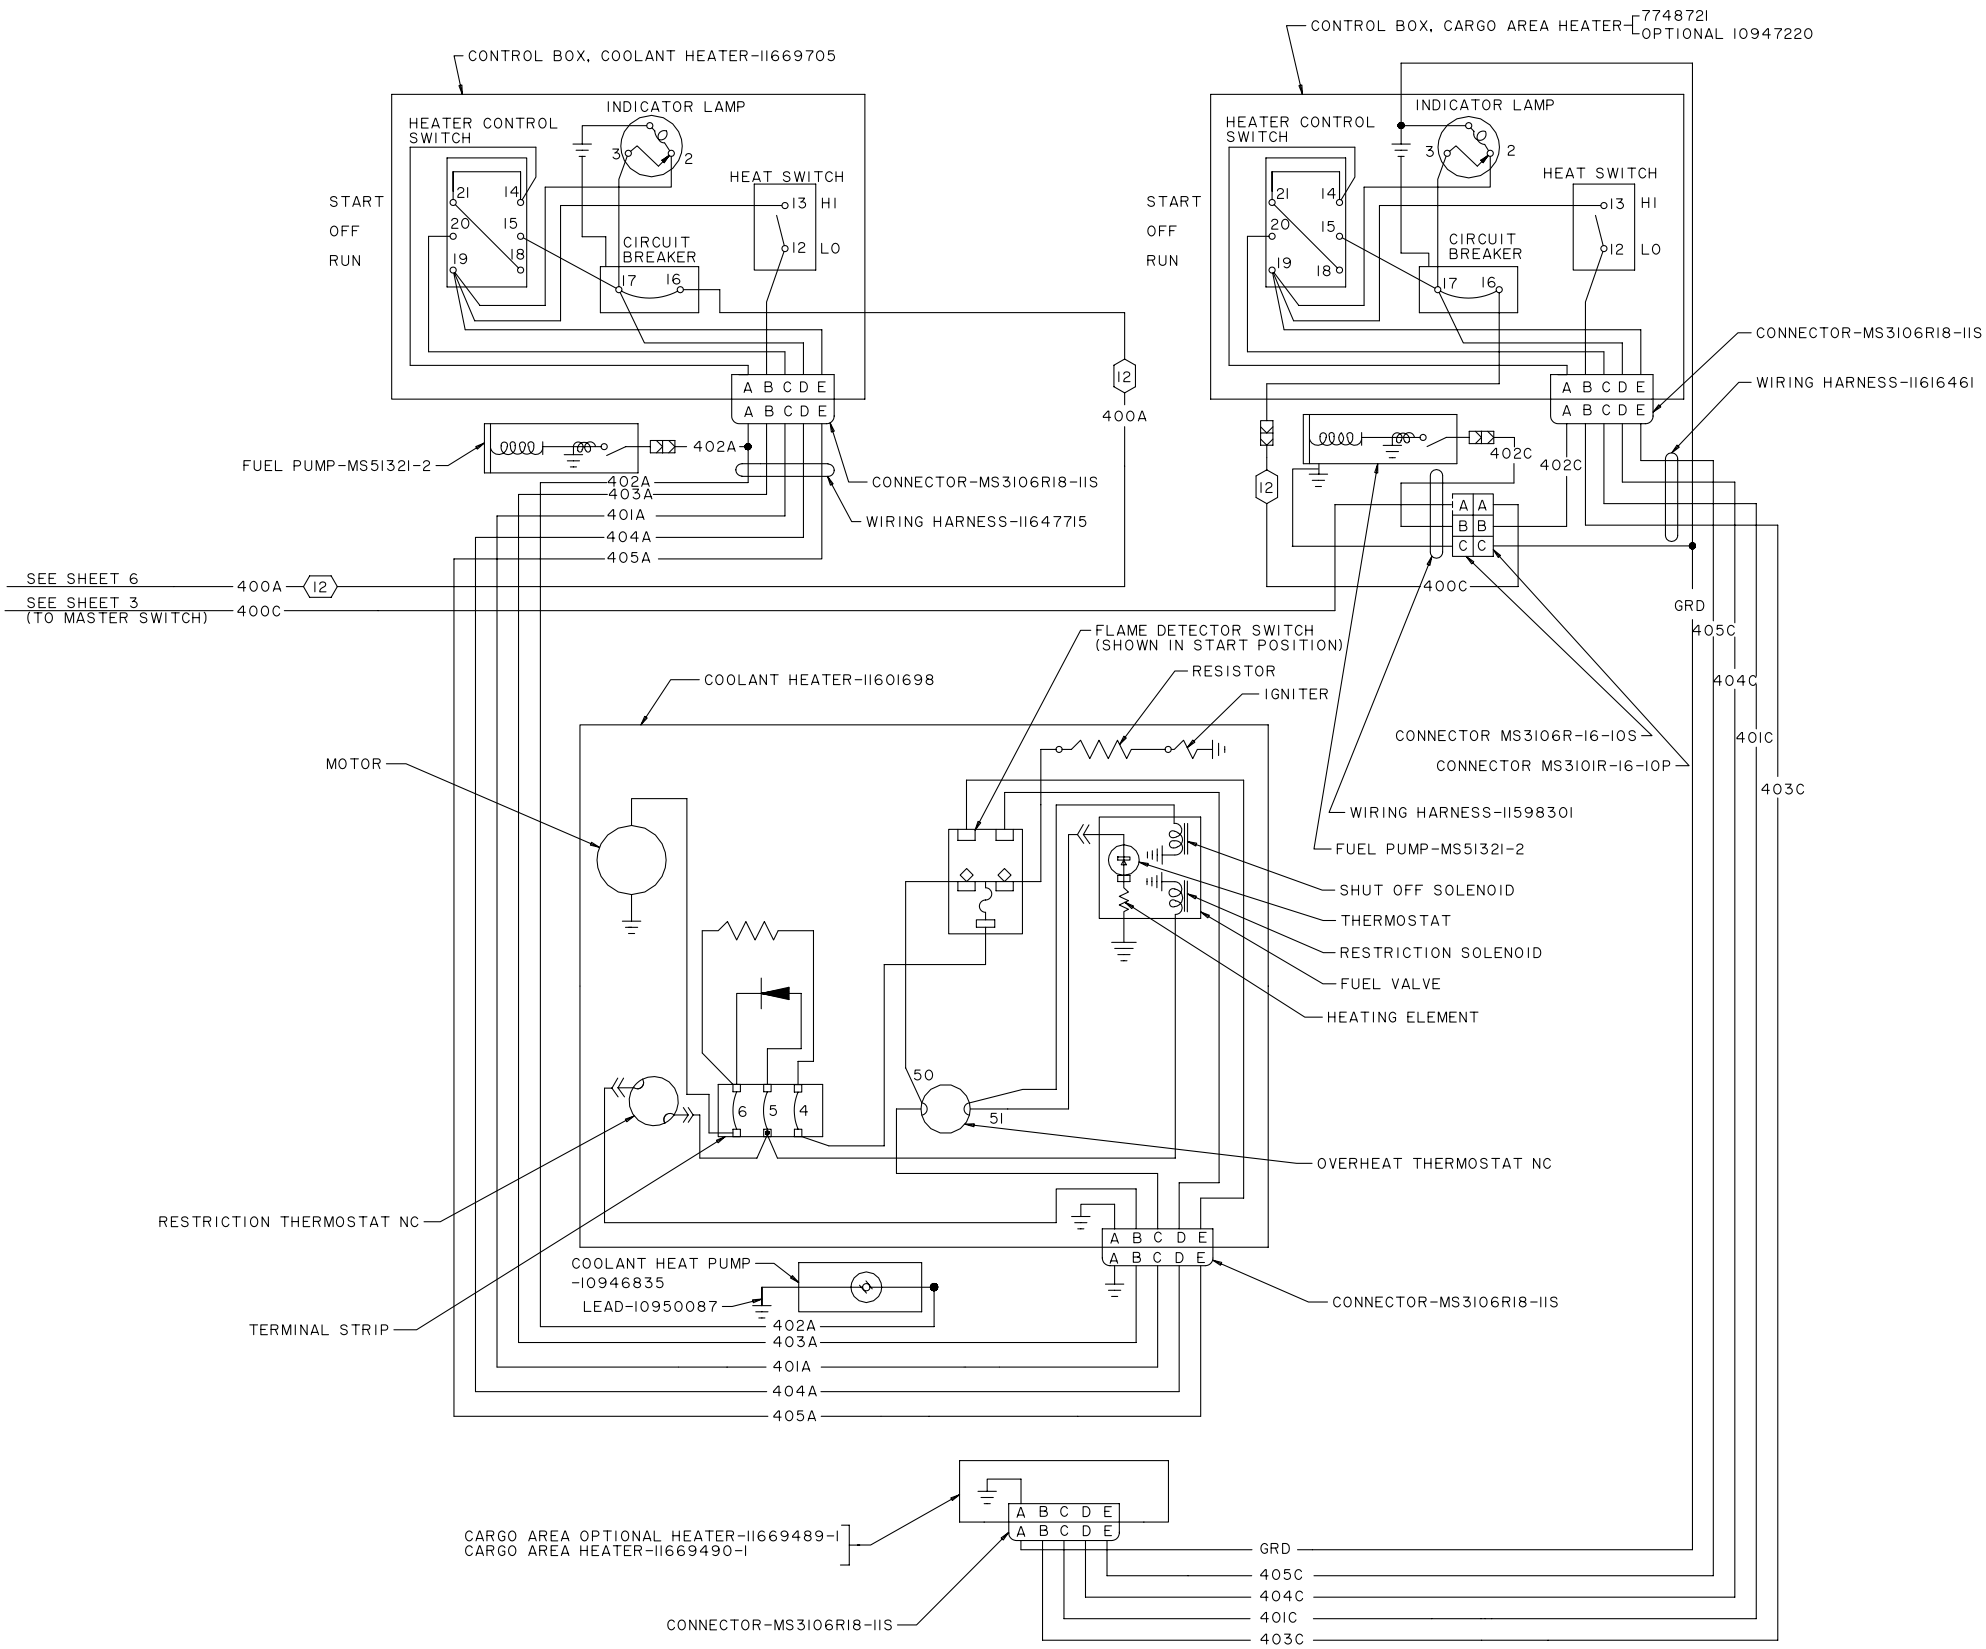 CONTROL BOX, CARGO AREA HEATER
7748721
OPTIONAL 10947220
CONTROL BOX, COOLANT HEATER-11669705
INDICATOR LAMP
HEATER CONTROL
SWITCH
3
2
HEAT SWITCH
21
14
13
HI
START
20
15
OFF
12
LO
19
18
RUN
CIRCUIT
BREAKER
17
16
A B C D E
A B C D E
INDICATOR LAMP
HEATER CONTROL
SWITCH
3
2
HEAT SWITCH
21
14
13
HI
START
20
15
OFF
12
LO
19
18
RUN
CIRCUIT
BREAKER
17
16
A B C D E
A B C D E
CONNECTOR-MS3106R18-11S
WIRING HARNESS-11616461
12
400A
402A
FUEL PUMP-MS51321-2
CONNECTOR-MS3106R18-11S
WIRING HARNESS-11647715
402A
403A
401A
404A
405A
402C
402C
12
A A
B B
C C
400C
SEE SHEET 6
400A
12
SEE SHEET 3
(TO MASTER SWITCH)
400C
GRD
405C
404C
401C
403C
FLAME DETECTOR SWITCH
(SHOWN IN START POSITION)
RESISTOR
IGNITER
COOLANT HEATER-11601698
CONNECTOR MS3106R-16-10S
CONNECTOR MS3101R-16-10P
MOTOR
WIRING HARNESS-11598301
FUEL PUMP-MS51321-2
SHUT OFF SOLENOID
THERMOSTAT
RESTRICTION SOLENOID
FUEL VALVE
HEATING ELEMENT
50
51
6
5
4
OVERHEAT THERMOSTAT NC
RESTRICTION THERMOSTAT NC
A B C D E
A B C D E
COOLANT HEAT PUMP
-10946835
LEAD-10950087
TERMINAL STRIP
CONNECTOR-MS3106R18-11S
402A
403A
401A
404A
405A
A B C D E
A B C D E
CARGO AREA OPTIONAL HEATER-11669489-1
CARGO AREA HEATER-11669490-1
CONNECTOR-MS3106R18-11S
GRD
405C
404C
401C
403C